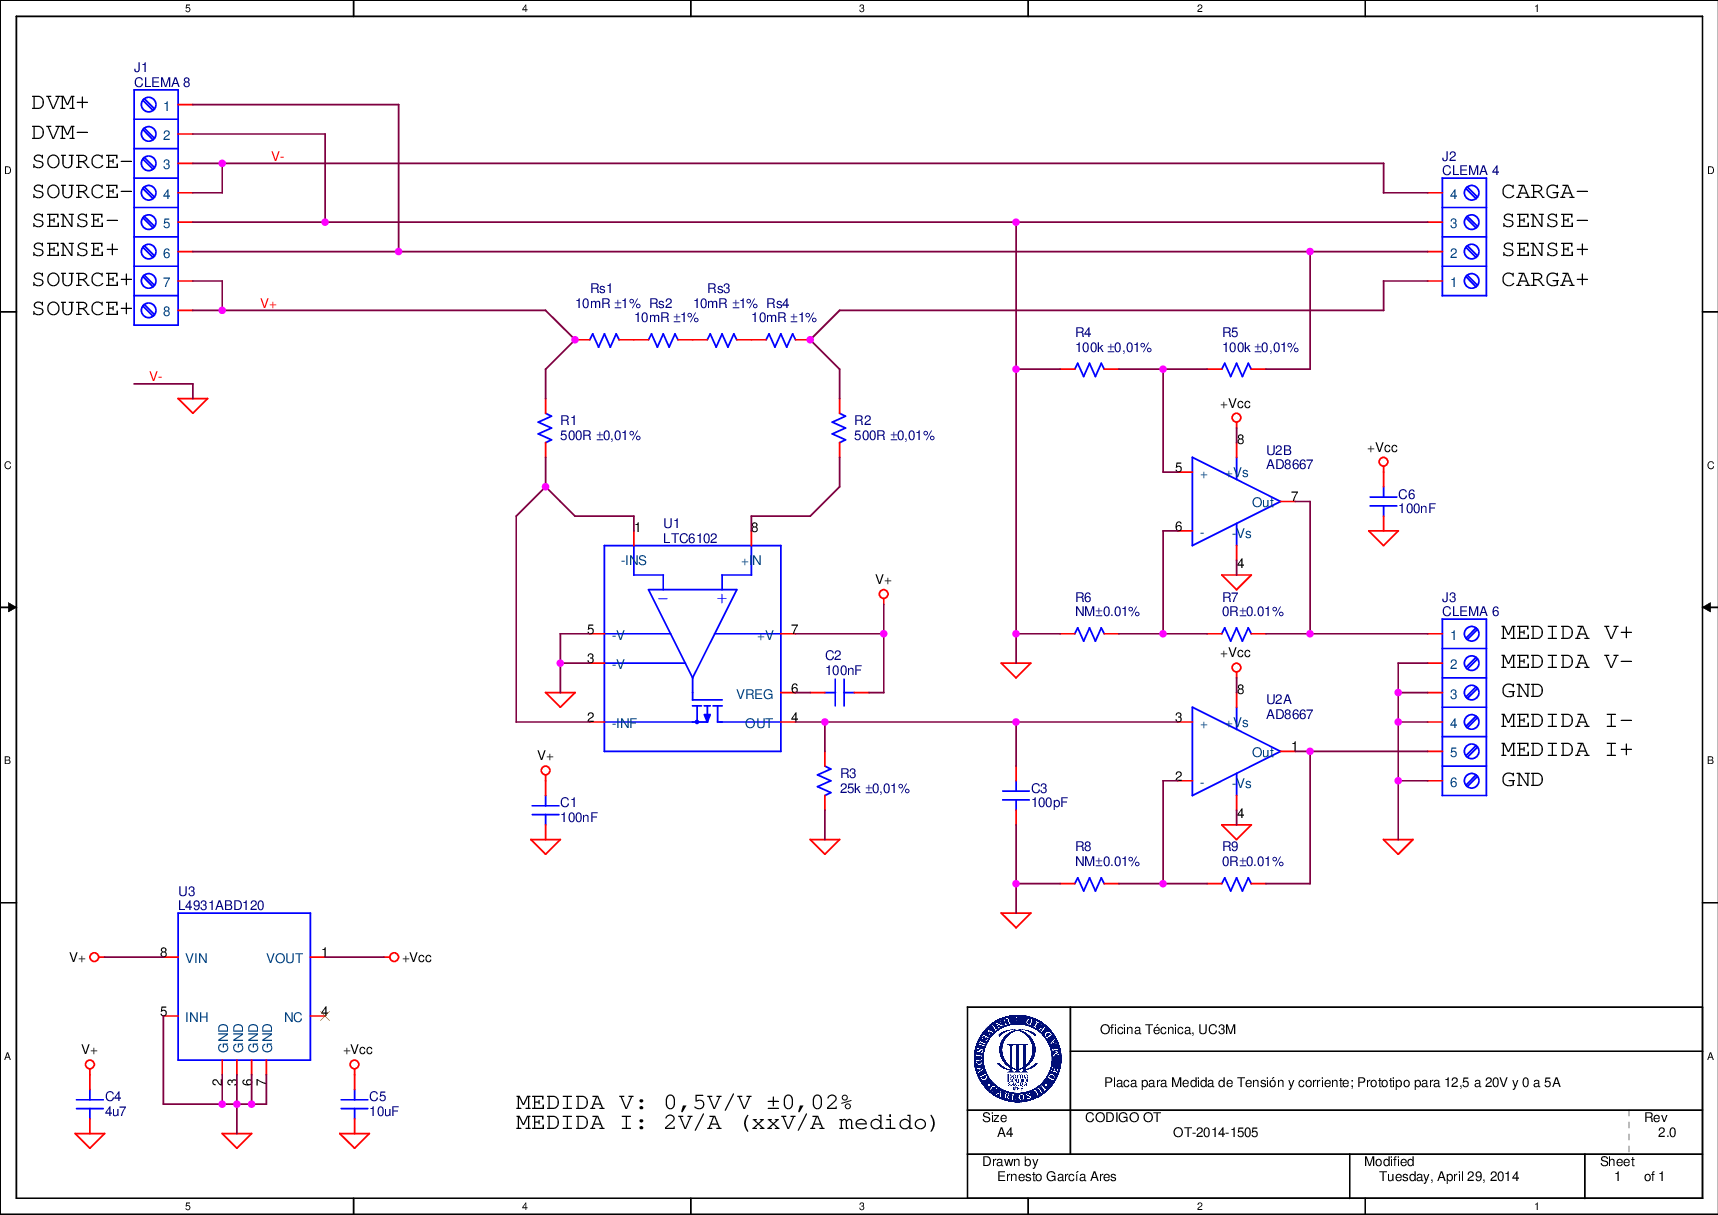 5 4 3 2 1
D
C
B
A
D
C
B
A
J1
CLEMA 8
DVM+ 1
DVM- 2
SOURCE- 3
SOURCE- 4
SENSE- 5
SENSE+ 6
SOURCE+ 7
SOURCE+ 8
V-
V+
V-
J2
CLEMA 4
4 CARGA-
3 SENSE-
2 SENSE+
1 CARGA+
Rs1
10mR ±1%
Rs2
10mR ±1%
Rs3
10mR ±1%
Rs4
10mR ±1%
R1
500R ±0,01%
R2
500R ±0,01%
R4
100k ±0,01%
R5
100k ±0,01%
+Vcc
8
U2B
AD8667
5 + +Vs
Out 7
6 - -Vs
4
+Vcc
C6
100nF
U1
LTC6102
1 8
-INS +IN
- +
5 -V +V 7
3 -V
VREG 6
2 -INF OUT 4
V+
C2
100nF
R6
NM±0.01%
R7
0R±0.01%
+Vcc
8
U2A
AD8667
3 + +Vs
Out 1
2 - -Vs
4
J3
CLEMA 6
1 MEDIDA V+
2 MEDIDA V-
3 GND
4 MEDIDA I-
5 MEDIDA I+
6 GND
V+
C1
100nF
R3
25k ±0,01%
C3
100pF
R8
NM±0.01%
R9
0R±0.01%
U3
L4931ABD120
V+ 8 VIN VOUT 1 +Vcc
5 INH NC 4
GND GND GND GND
2 3 6 7
V+
C4
4u7
+Vcc
C5
10uF
MEDIDA V: 0,5V/V ±0,02%
MEDIDA I: 2V/A (xxV/A medido)
Oficina Técnica, UC3M
Placa para Medida de Tensión y corriente; Prototipo para 12,5 a 20V y 0 a 5A
Size
A4
CODIGO OT
OT-2014-1505
Rev
2.0
Drawn by
Ernesto García Ares
Modified
Tuesday, April 29, 2014
Sheet
1 of 1
5 4 3 2 1